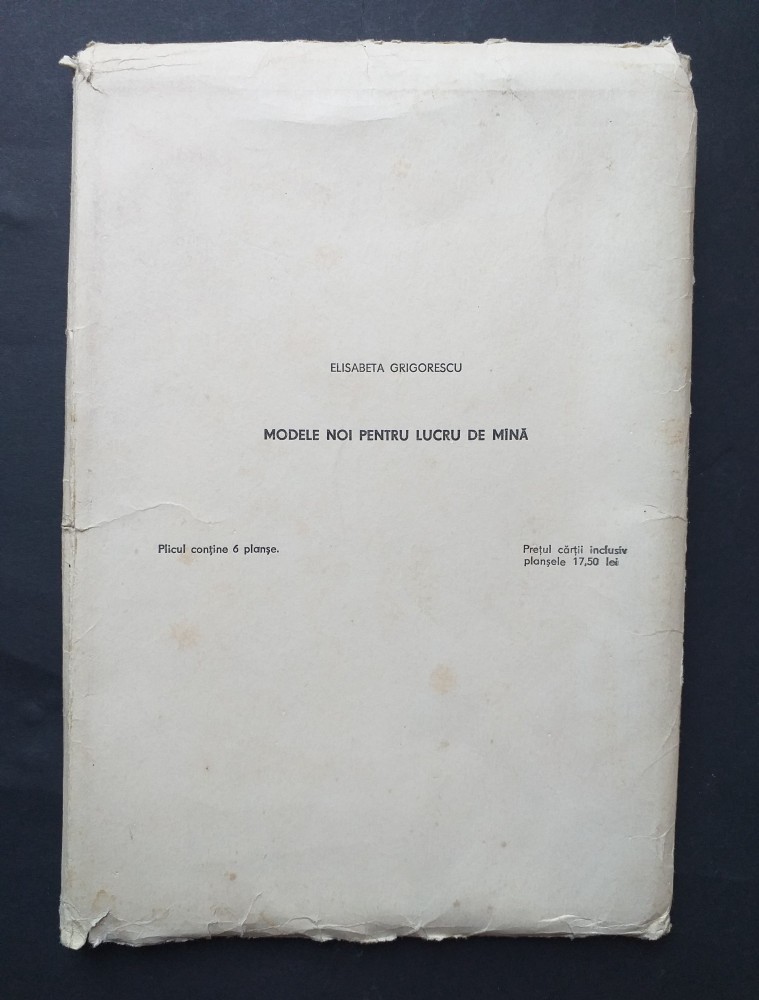 ELISABETA GRIGORESCU
MODELE NOI PENTRU LUCRU DE MÎNĂ
Plicul conține 6 planșe.
Prețul cărții inclusiv
planșele 17,50 lei